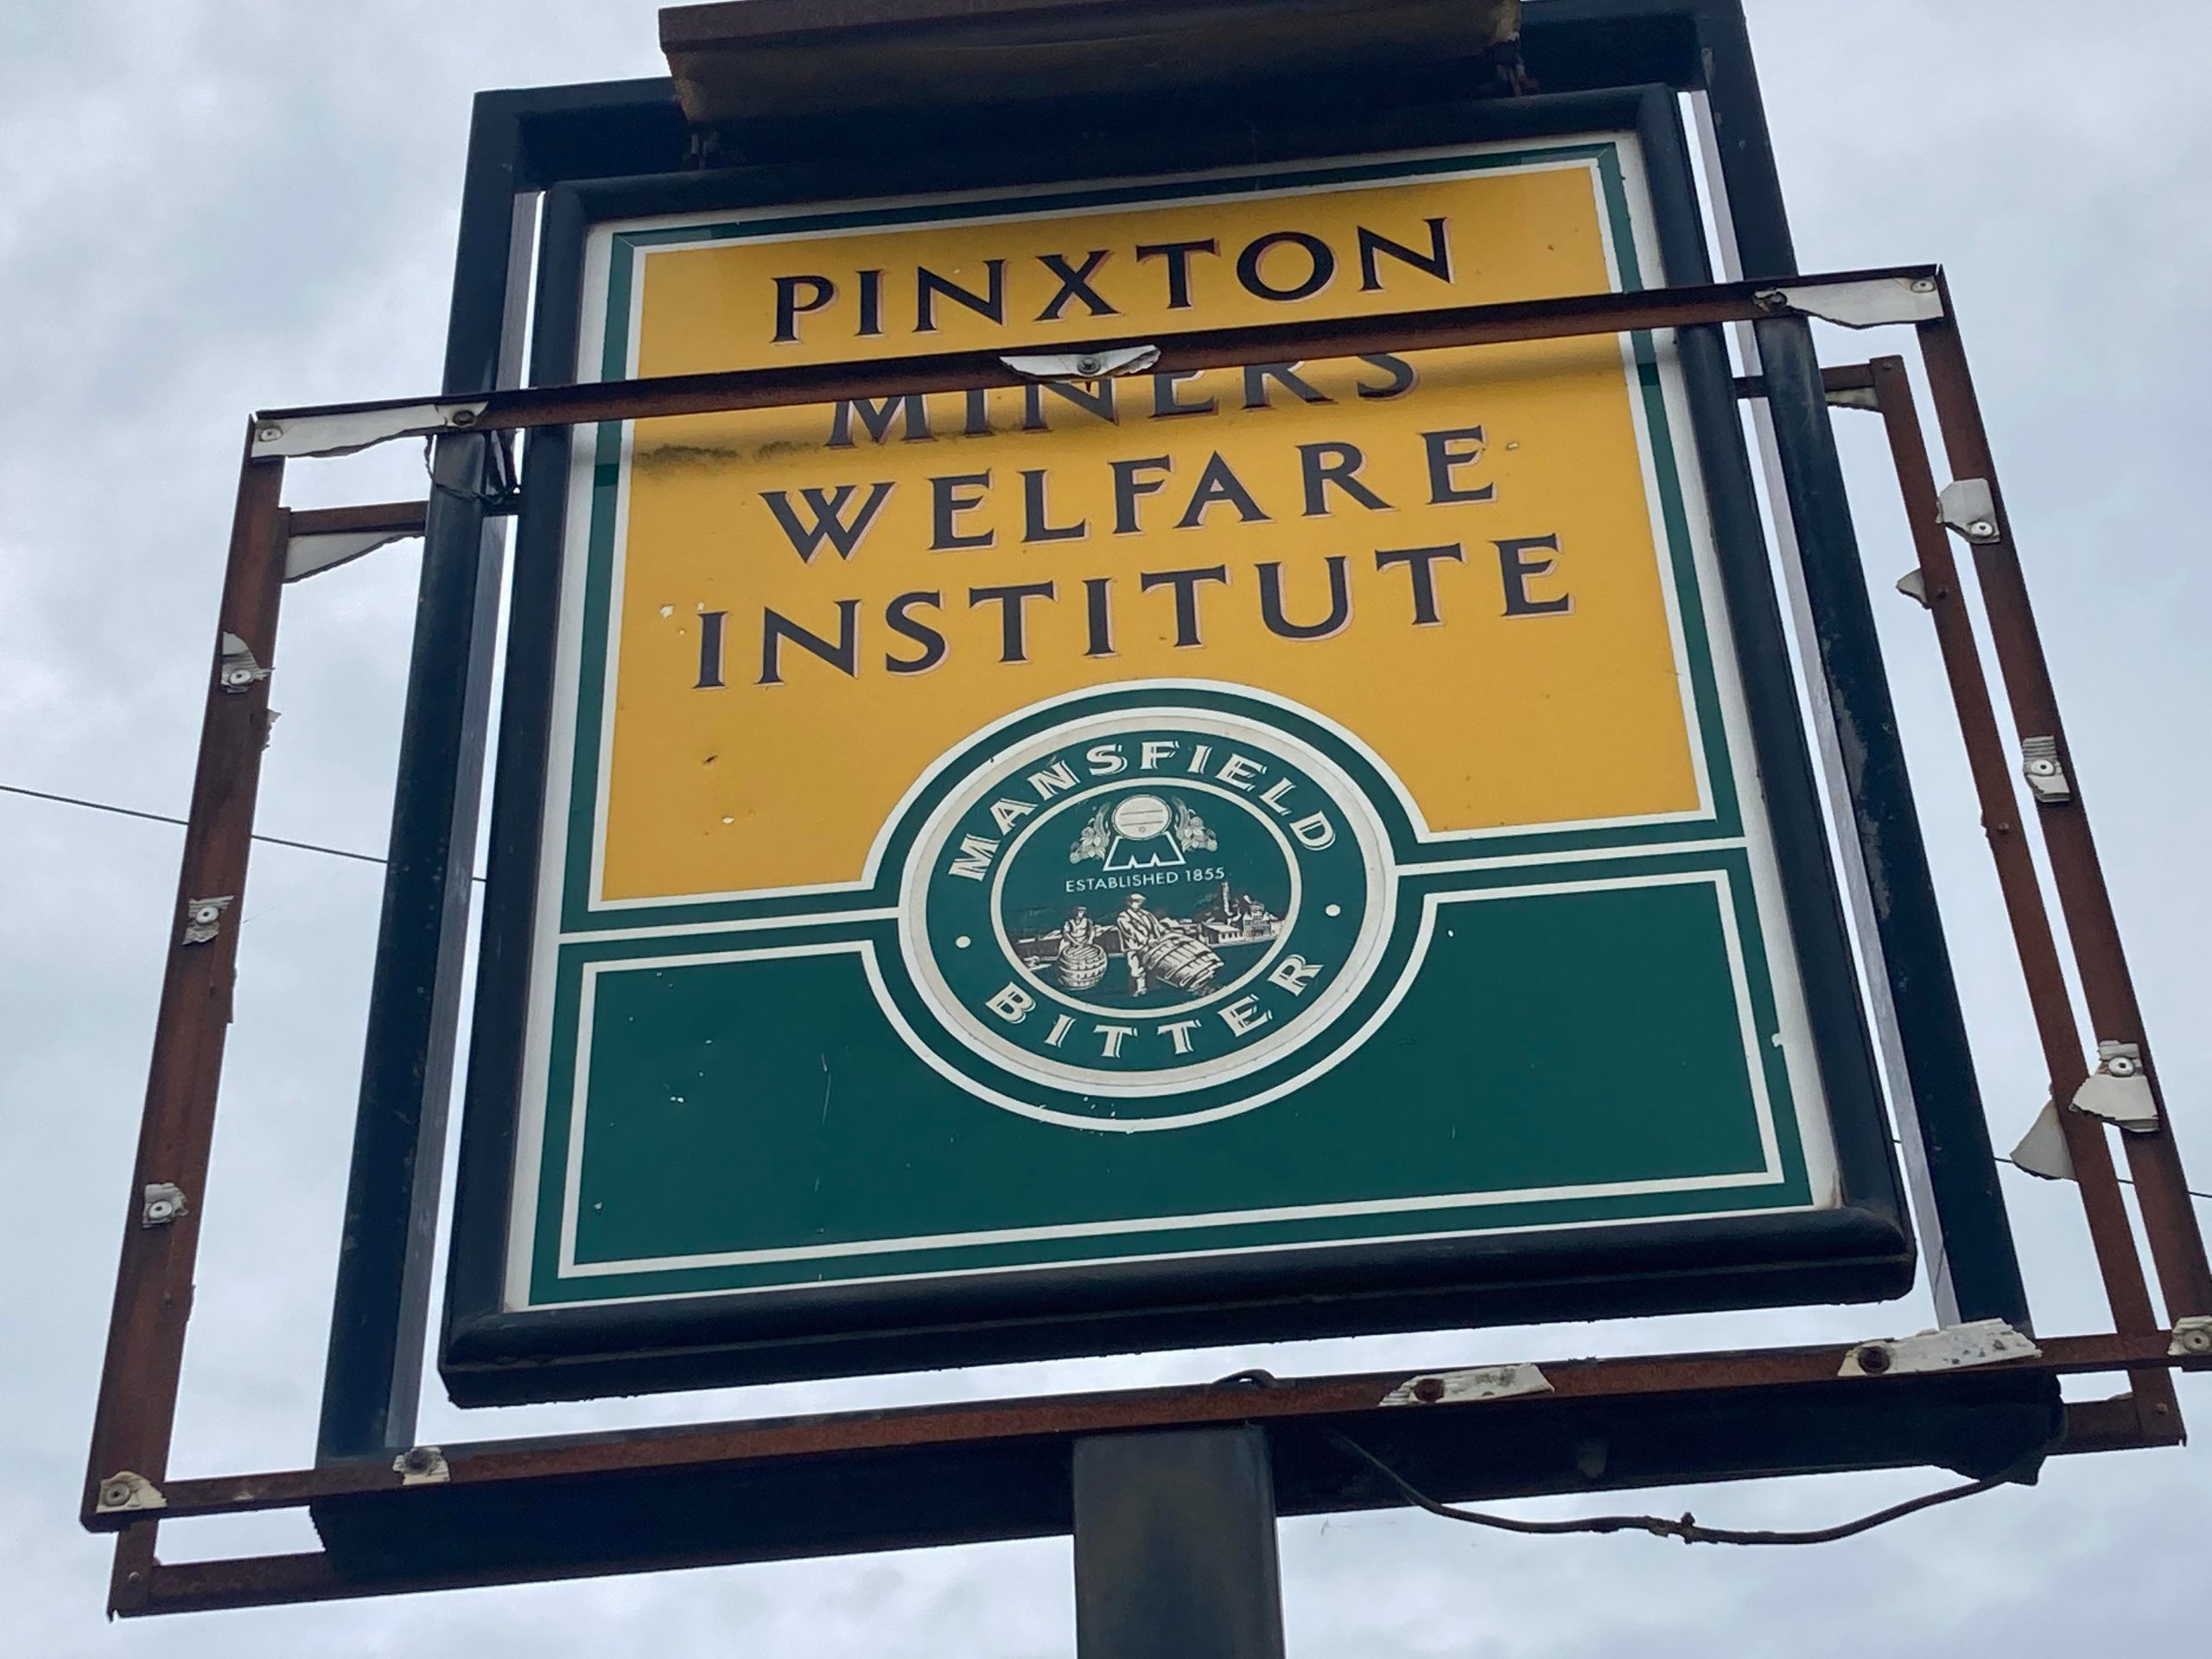 PINXTON
MINERS
WELFARE
INSTITUTE
MANSFIELD
M
ESTABLISHED 1855
BITTER